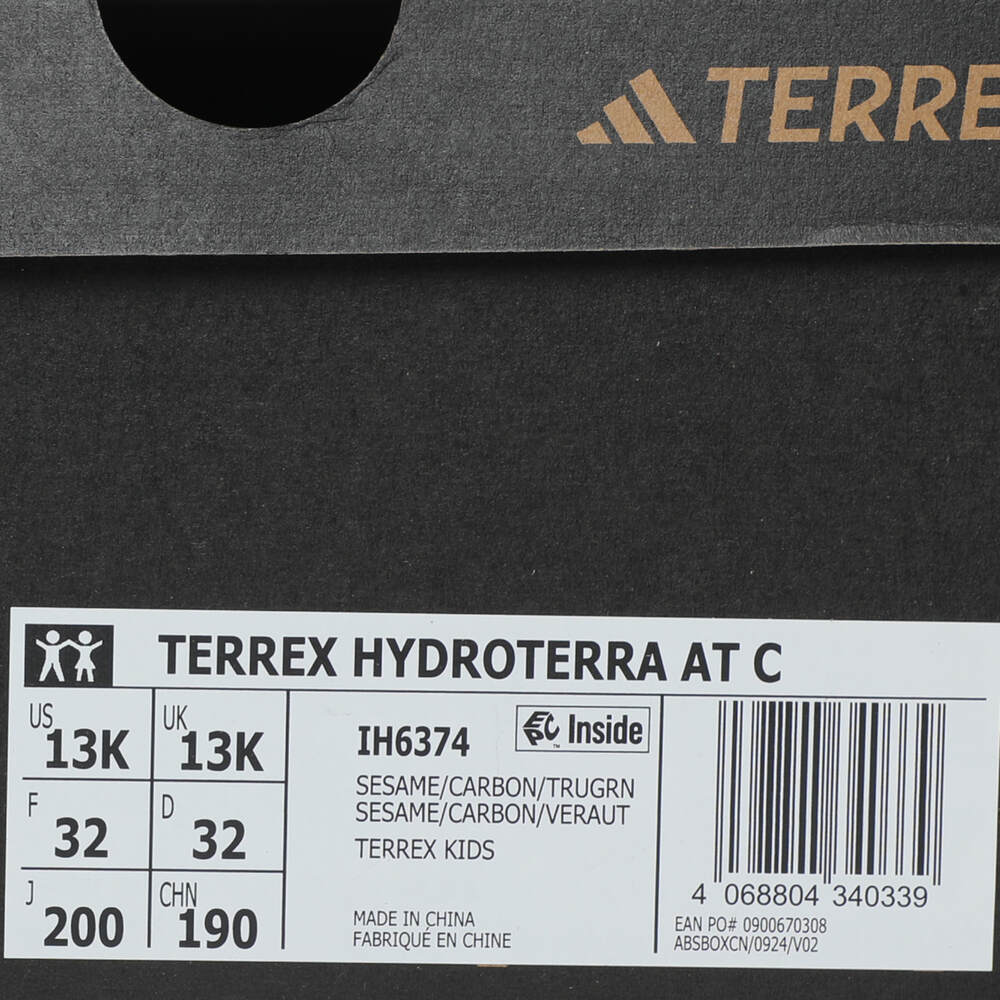 TERRE
TERREX HYDROTERRA AT C
US 13K UK 13K
F 32 D 32
J 200 CHN 190
IH6374
EPC Inside
™
SESAME/CARBON/TRUGRN
SESAME/CARBON/VERAUT
TERREX KIDS
MADE IN CHINA
FABRIQUÉ EN CHINE
4 068804 340339
EAN PO# 0900670308
ABSBOXCN/0924/V02